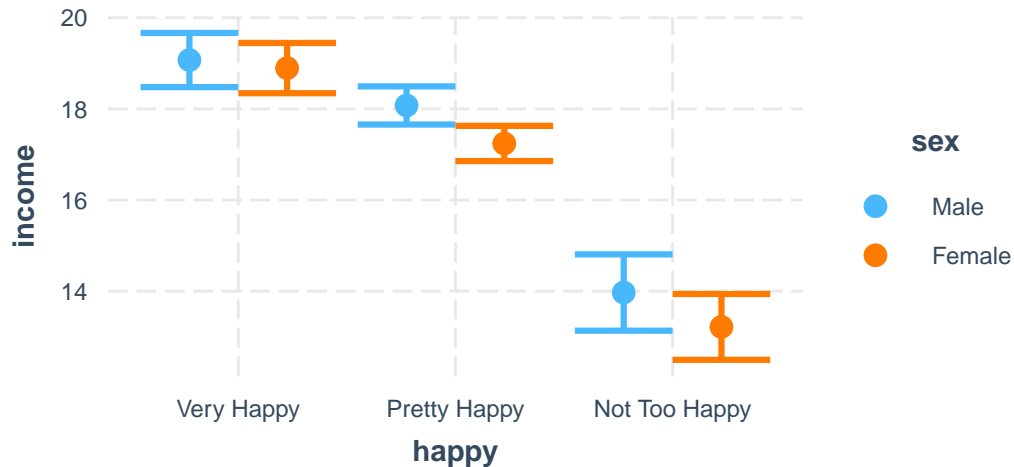 20
18
16
14
income
Very Happy
Pretty Happy
Not Too Happy
happy
sex
Male
Female